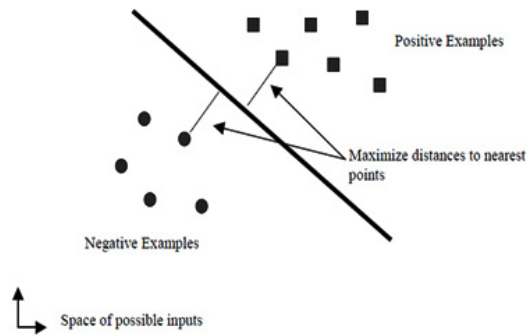 Positive Examples
Maximize distances to nearest
points
Negative Examples
Space of possible inputs